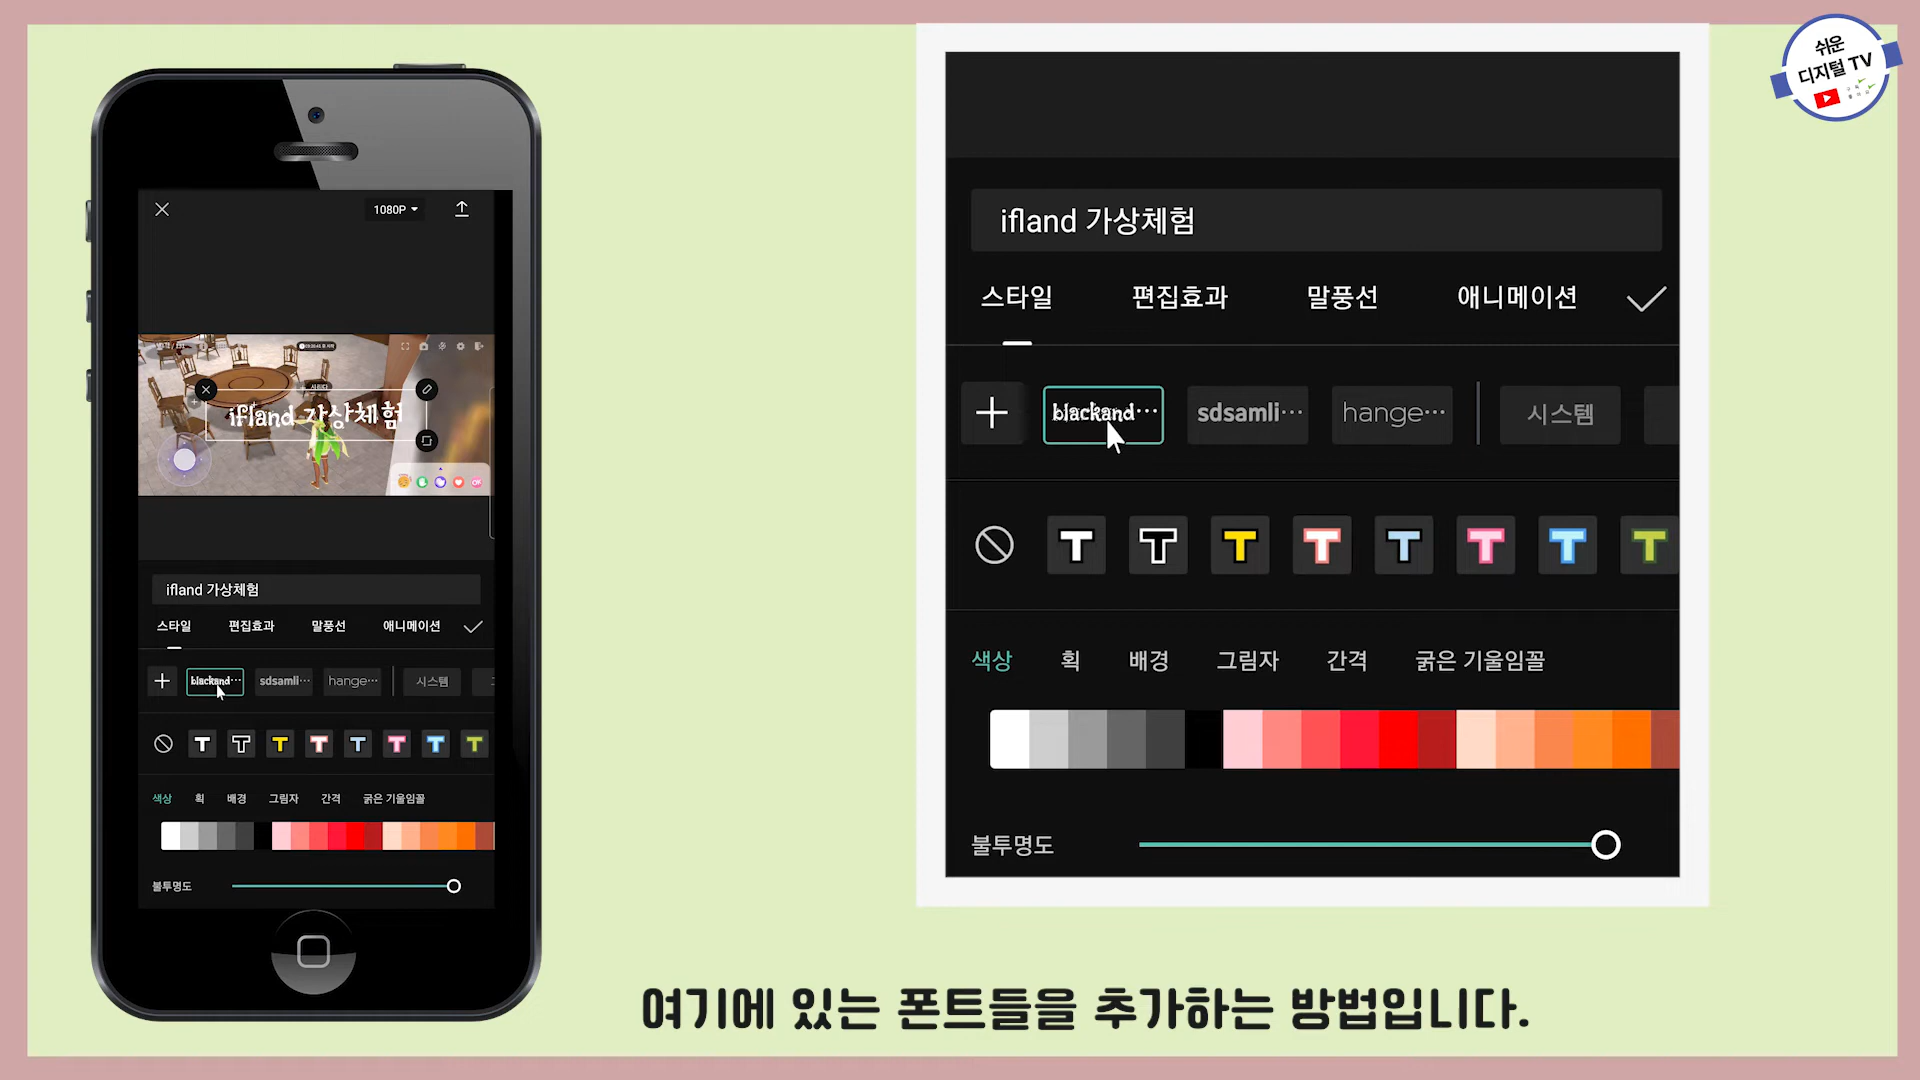 쉬운
디지털 TV
1080P
ifland 가상체험
ifland 가상체험
스타일 편집효과 말풍선 애니메이션
blackand… sdsamli… hange… 시스템
T T T T T T T T
색상 획 배경 그림자 간격 굵은 기울임꼴
불투명도
ifland 가상체험
스타일 편집효과 말풍선 애니메이션
blackand… sdsamli… hange… 시스템
T T T T T T T T
색상 획 배경 그림자 간격 굵은 기울임꼴
불투명도
여기에 있는 폰트들을 추가하는 방법입니다.